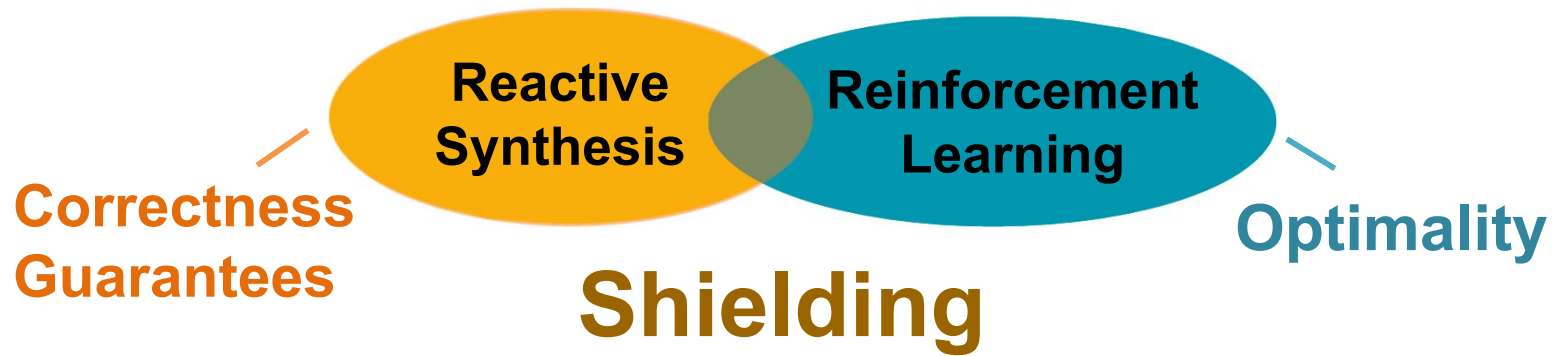 Reactive
Synthesis
Reinforcement
Learning
Correctness
Guarantees
Optimality
Shielding